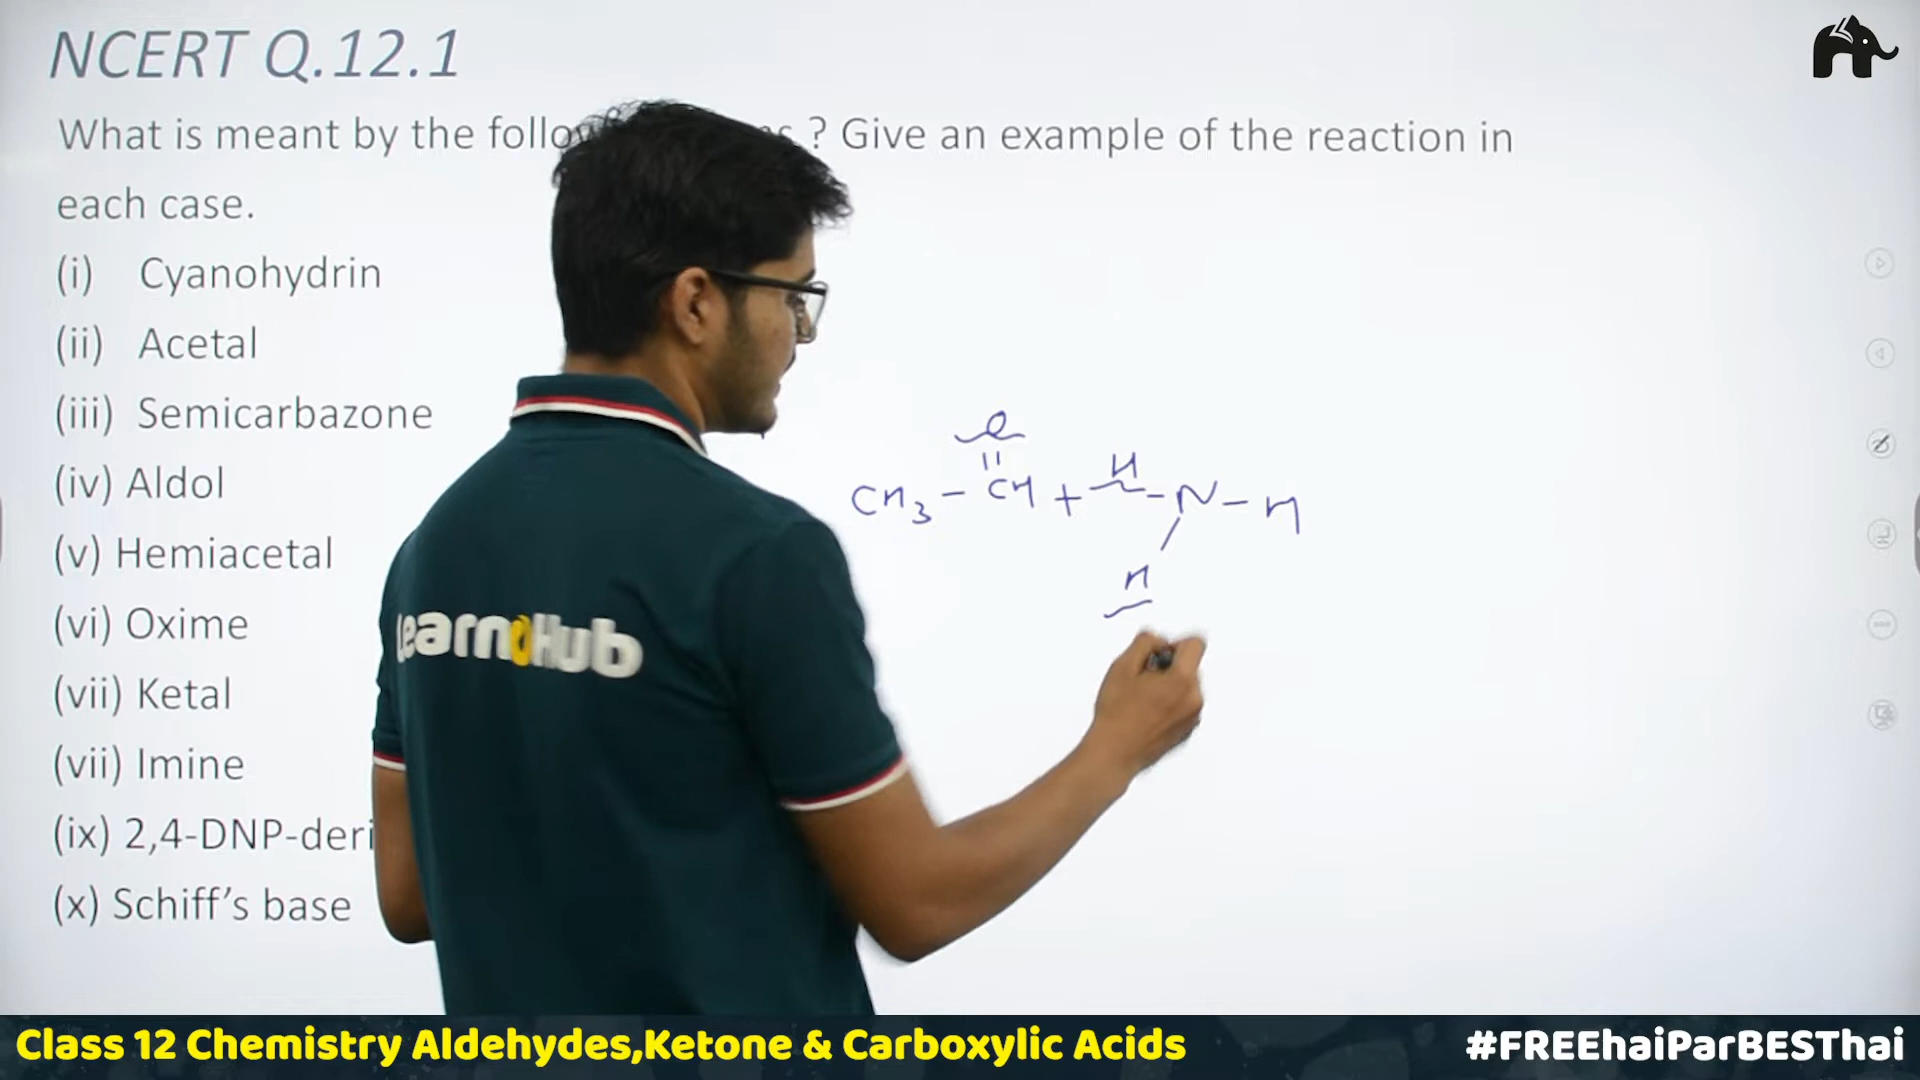 NCERT Q.12.1
What is meant by the ? Give an example of the reaction in
each case.
(i) Cyanohydrin
(ii) Acetal
(iii) Semicarbazone
(iv) Aldol
(v) Hemiacetal
(vi) Oxime
(vii) Ketal
(vii) Imine
(ix) 2,4-DNP-deri
(x) Schiff's base
O
CH3 - CH + H - N - H
H
LearnoHub
Class 12 Chemistry Aldehydes,Ketone & Carboxylic Acids
#FREEhaiParBESThai